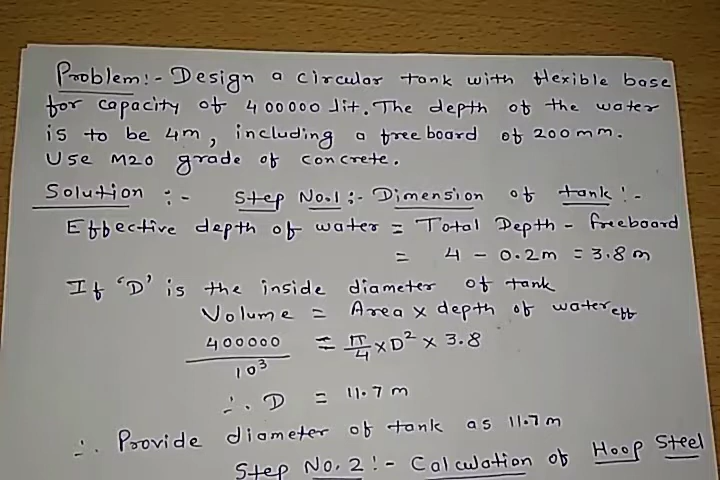 Problem:- Design a circular tank with flexible base
for capacity of 400000 lit. The depth of the water
is to be 4m, including a free board of 200mm.
Use M20 grade of concrete.
Solution :- Step No.1:- Dimension of tank:-
Effective depth of water = Total Depth - freeboard
= 4 - 0.2m = 3.8 m
If 'D' is the inside diameter of tank
Volume = Area x depth of water eff
400000 / 10³ = π/4 x D² x 3.8
∴ D = 11.7 m
∴ Provide diameter of tank as 11.7m
Step No. 2:- Calculation of Hoop Steel